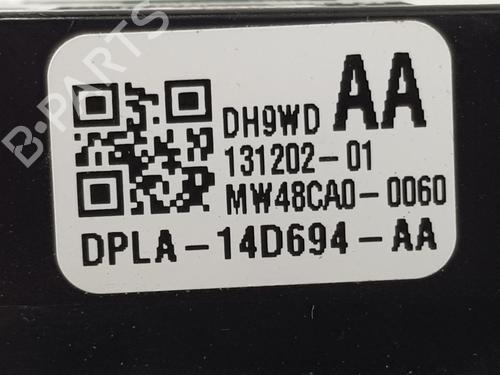 B-PARTS
DH9WD AA
131202-01
MW48CA0-0060
DPLA-14D694-AA